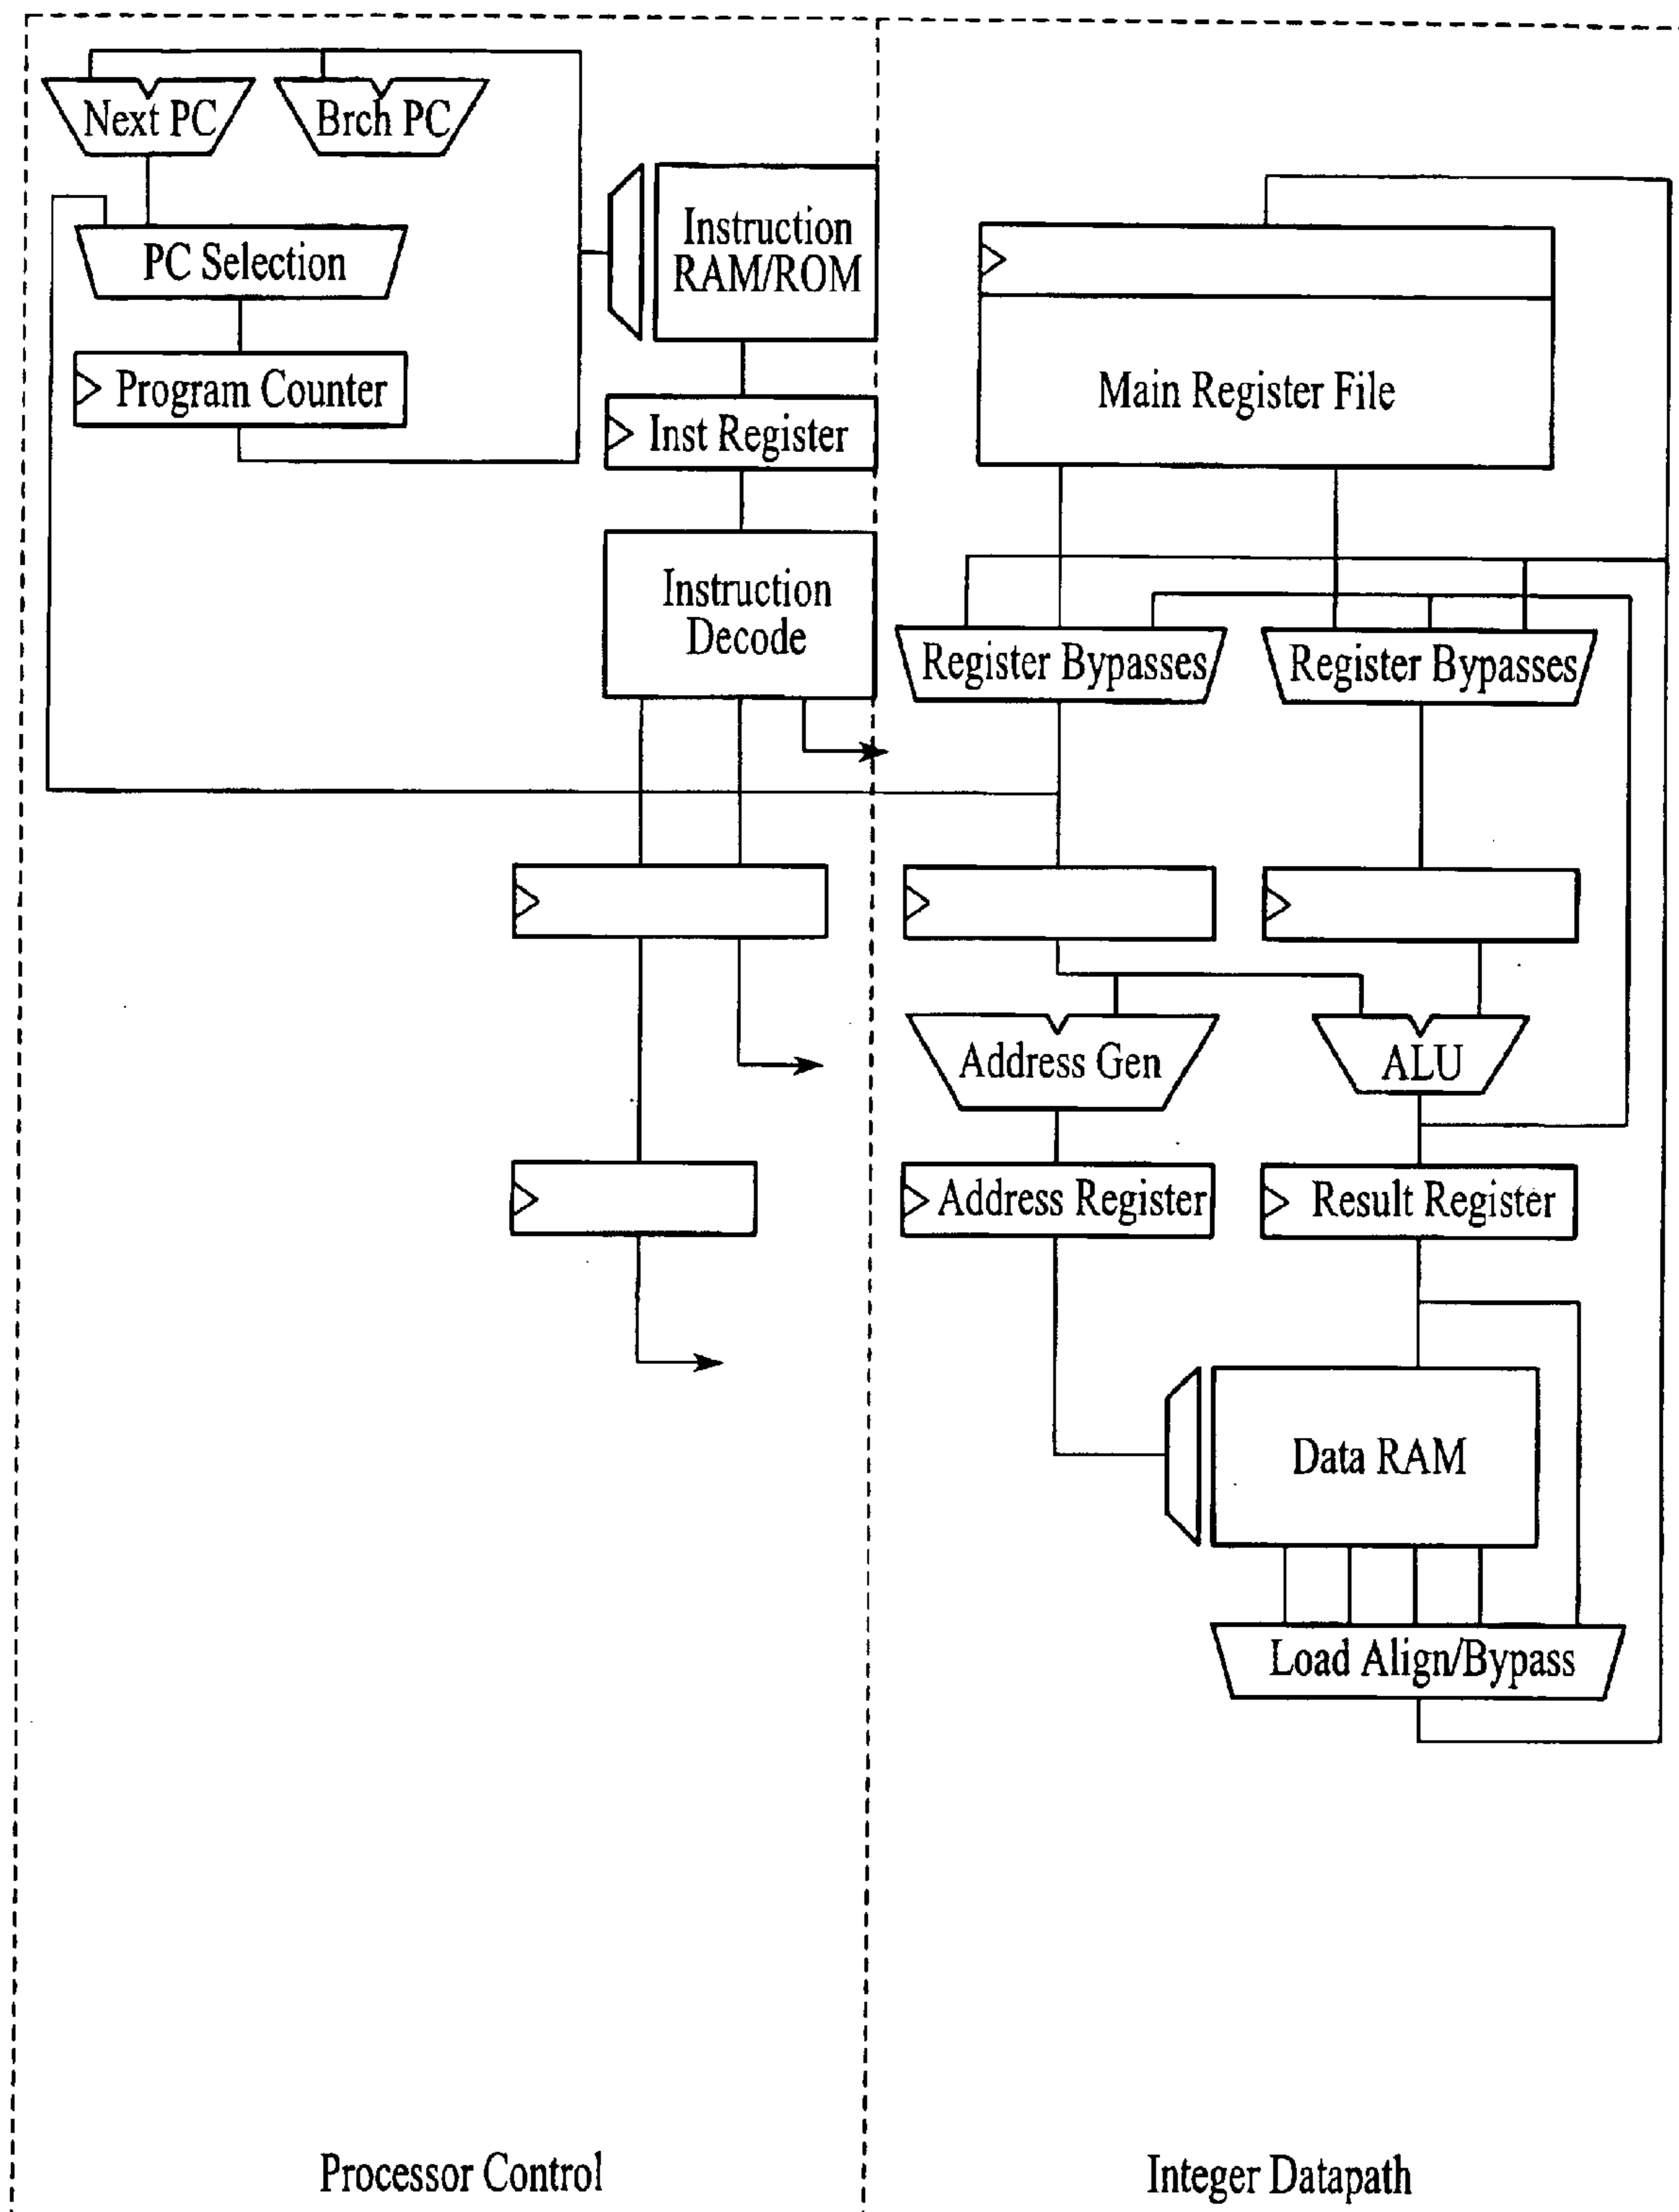 Next PC
Brch PC
PC Selection
Program Counter
Instruction
RAM/ROM
Inst Register
Instruction
Decode
Main Register File
Register Bypasses
Register Bypasses
Address Gen
ALU
Address Register
Result Register
Data RAM
Load Align/Bypass
Processor Control
Integer Datapath